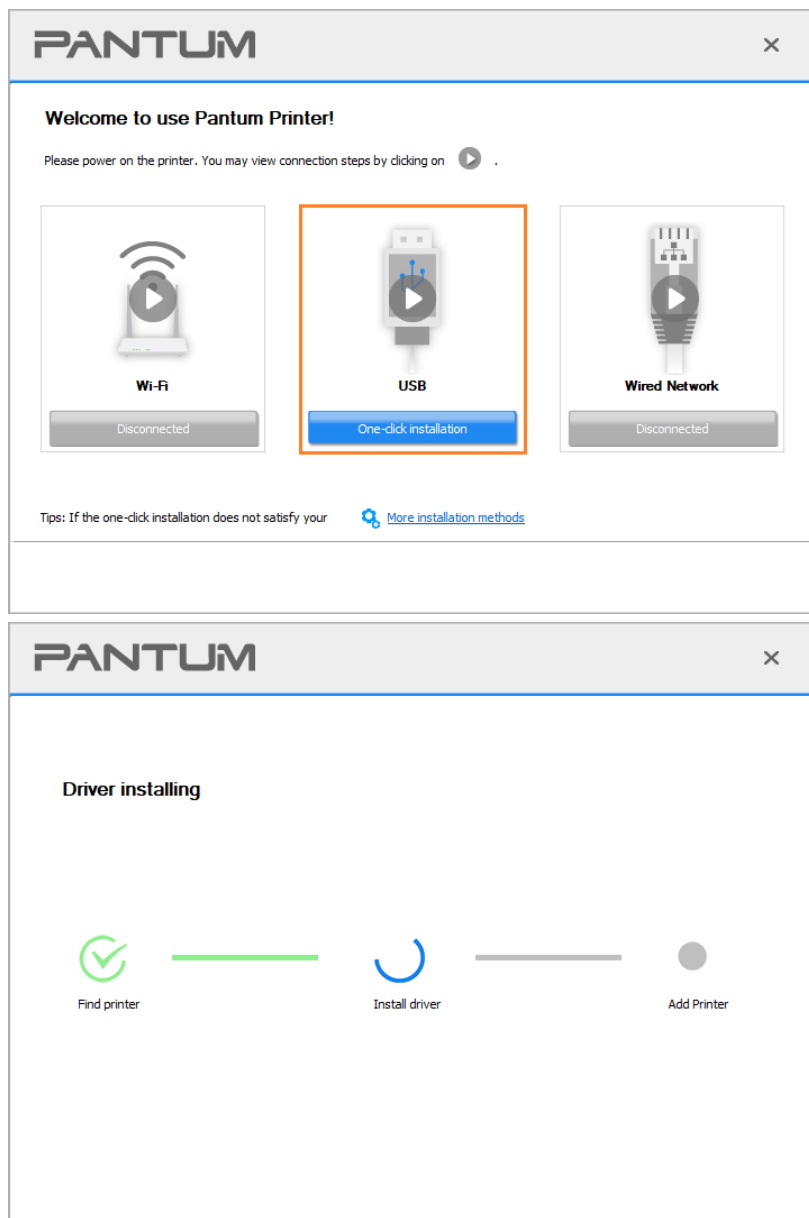 PANTUM
Welcome to use Pantum Printer!
Please power on the printer. You may view connection steps by clicking on .
Wi-Fi
USB
Wired Network
Disconnected
One-click installation
Disconnected
Tips: If the one-click installation does not satisfy your More installation methods
PANTUM
Driver installing
Find printer
Install driver
Add Printer